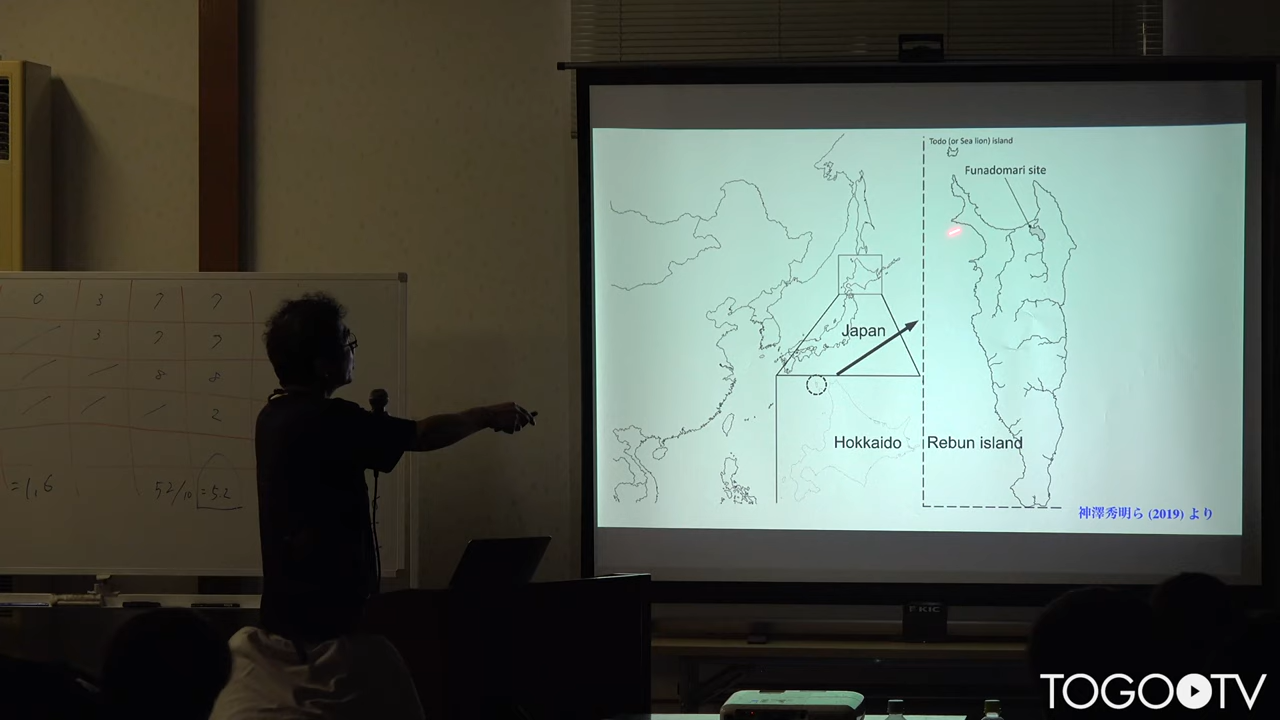 0 3 7 7
3 7 7
8 8
2
=1.6
52/10 =5.2
Todo (or Sea lion) island
Funadomari site
Japan
Hokkaido
Rebun island
神澤秀明ら (2019) より
KIC
TOGO TV